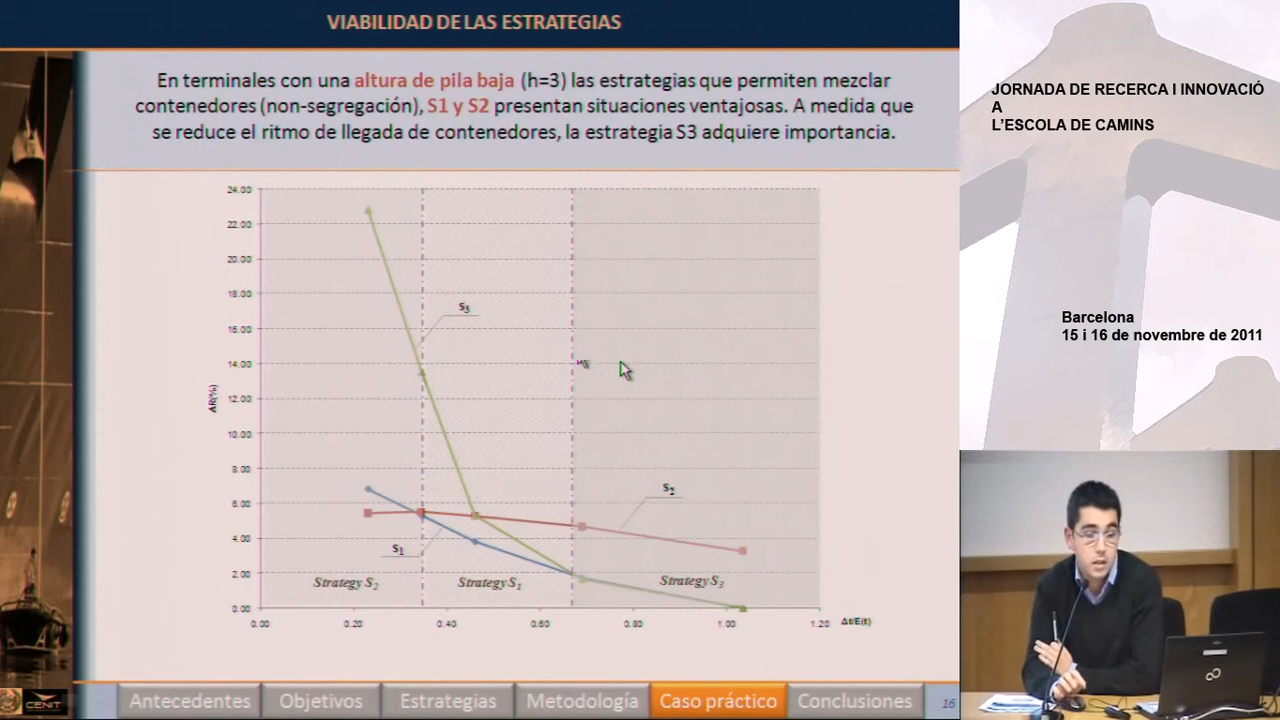 VIABILIDAD DE LAS ESTRATEGIAS
En terminales con una altura de pila baja (h=3) las estrategias que permiten mezclar
contenedores (non-segregación), S1 y S2 presentan situaciones ventajosas. A medida que
se reduce el ritmo de llegada de contenedores, la estrategia S3 adquiere importancia.
24.00
22.00
20.00
18.00
16.00
14.00
12.00
10.00
8.00
6.00
4.00
2.00
0.00
AR(%)
S3
S2
S1
Strategy S2
Strategy S1
Strategy S3
0.00 0.20 0.40 0.60 0.80 1.00 1.20
Δt/E(t)
CENIT
Antecedentes
Objetivos
Estrategias
Metodología
Caso práctico
Conclusiones
16
JORNADA DE RECERCA I INNOVACIÓ
A
L'ESCOLA DE CAMINS
Barcelona
15 i 16 de novembre de 2011